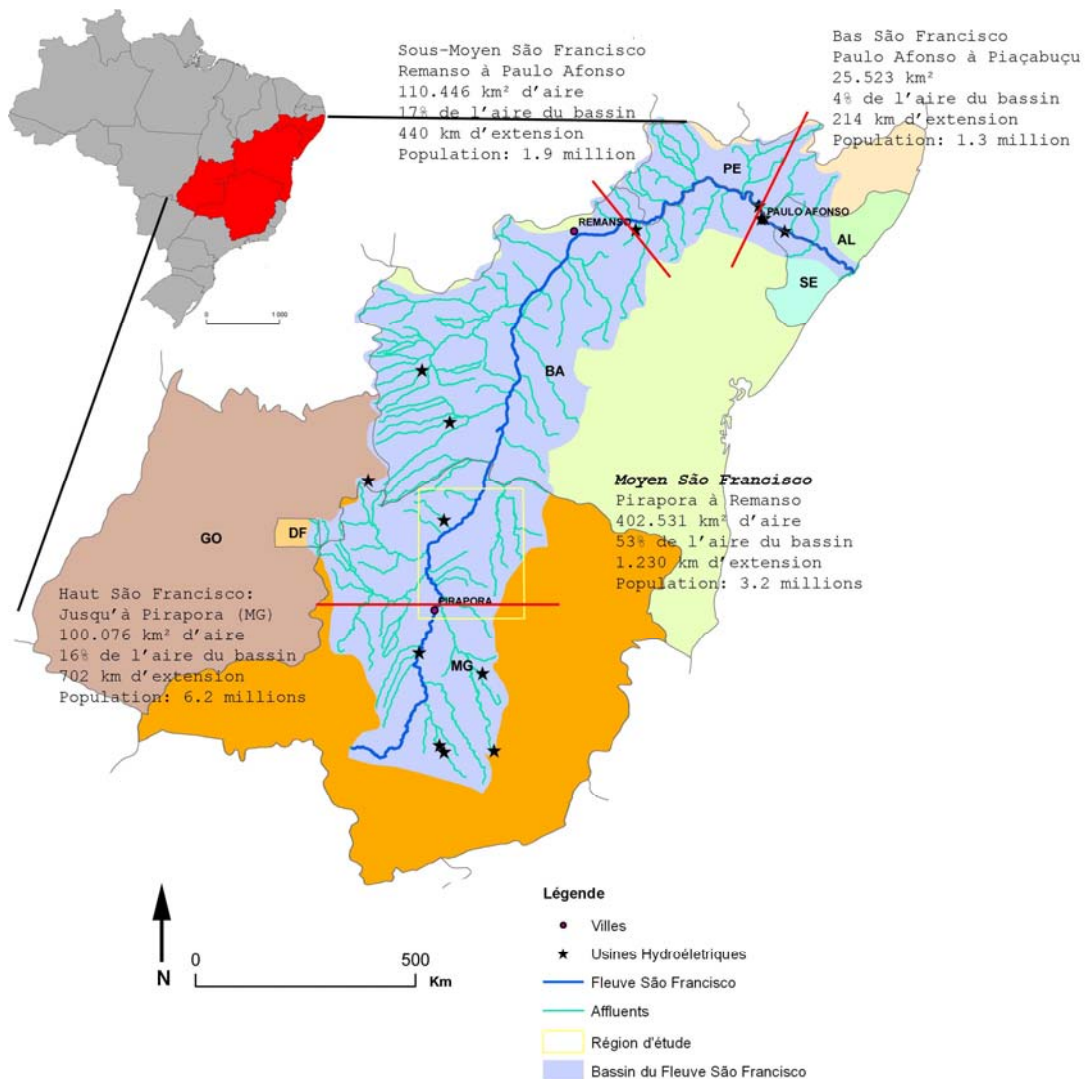 Sous-Moyen São Francisco
Remanso à Paulo Afonso
110.446 km² d'aire
17% de l'aire du bassin
440 km d'extension
Population: 1.9 million
Bas São Francisco
Paulo Afonso à Piaçabuçu
25.523 km²
4% de l'aire du bassin
214 km d'extension
Population: 1.3 million
0 1 000
PE
REMANSO
PAULO AFONSO
AL
SE
BA
Moyen São Francisco
Pirapora à Remanso
402.531 km² d'aire
53% de l'aire du bassin
1.230 km d'extension
Population: 3.2 millions
GO
DF
Haut São Francisco:
Jusqu'à Pirapora (MG)
100.076 km² d'aire
16% de l'aire du bassin
702 km d'extension
Population: 6.2 millions
PIRAPORA
MG
N
0 500
Km
Légende
Villes
Usines Hydroélétriques
Fleuve São Francisco
Affluents
Région d'étude
Bassin du Fleuve São Francisco